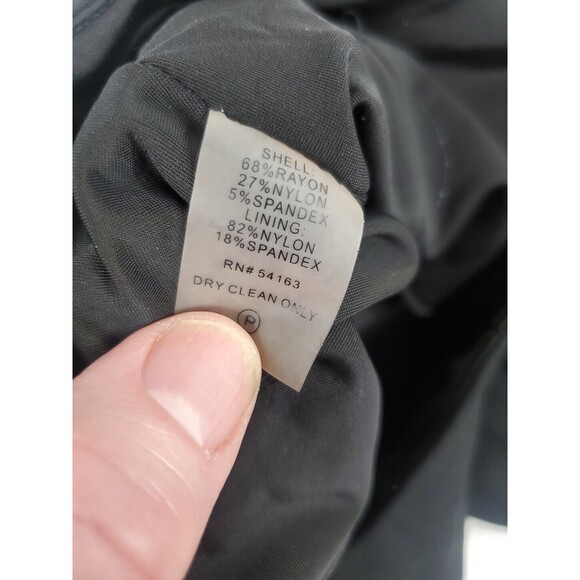 SHELL:
68%RAYON
27%NYLON
5%SPANDEX
LINING:
82%NYLON
18%SPANDEX
RN# 54163
DRY CLEAN ONLY
P